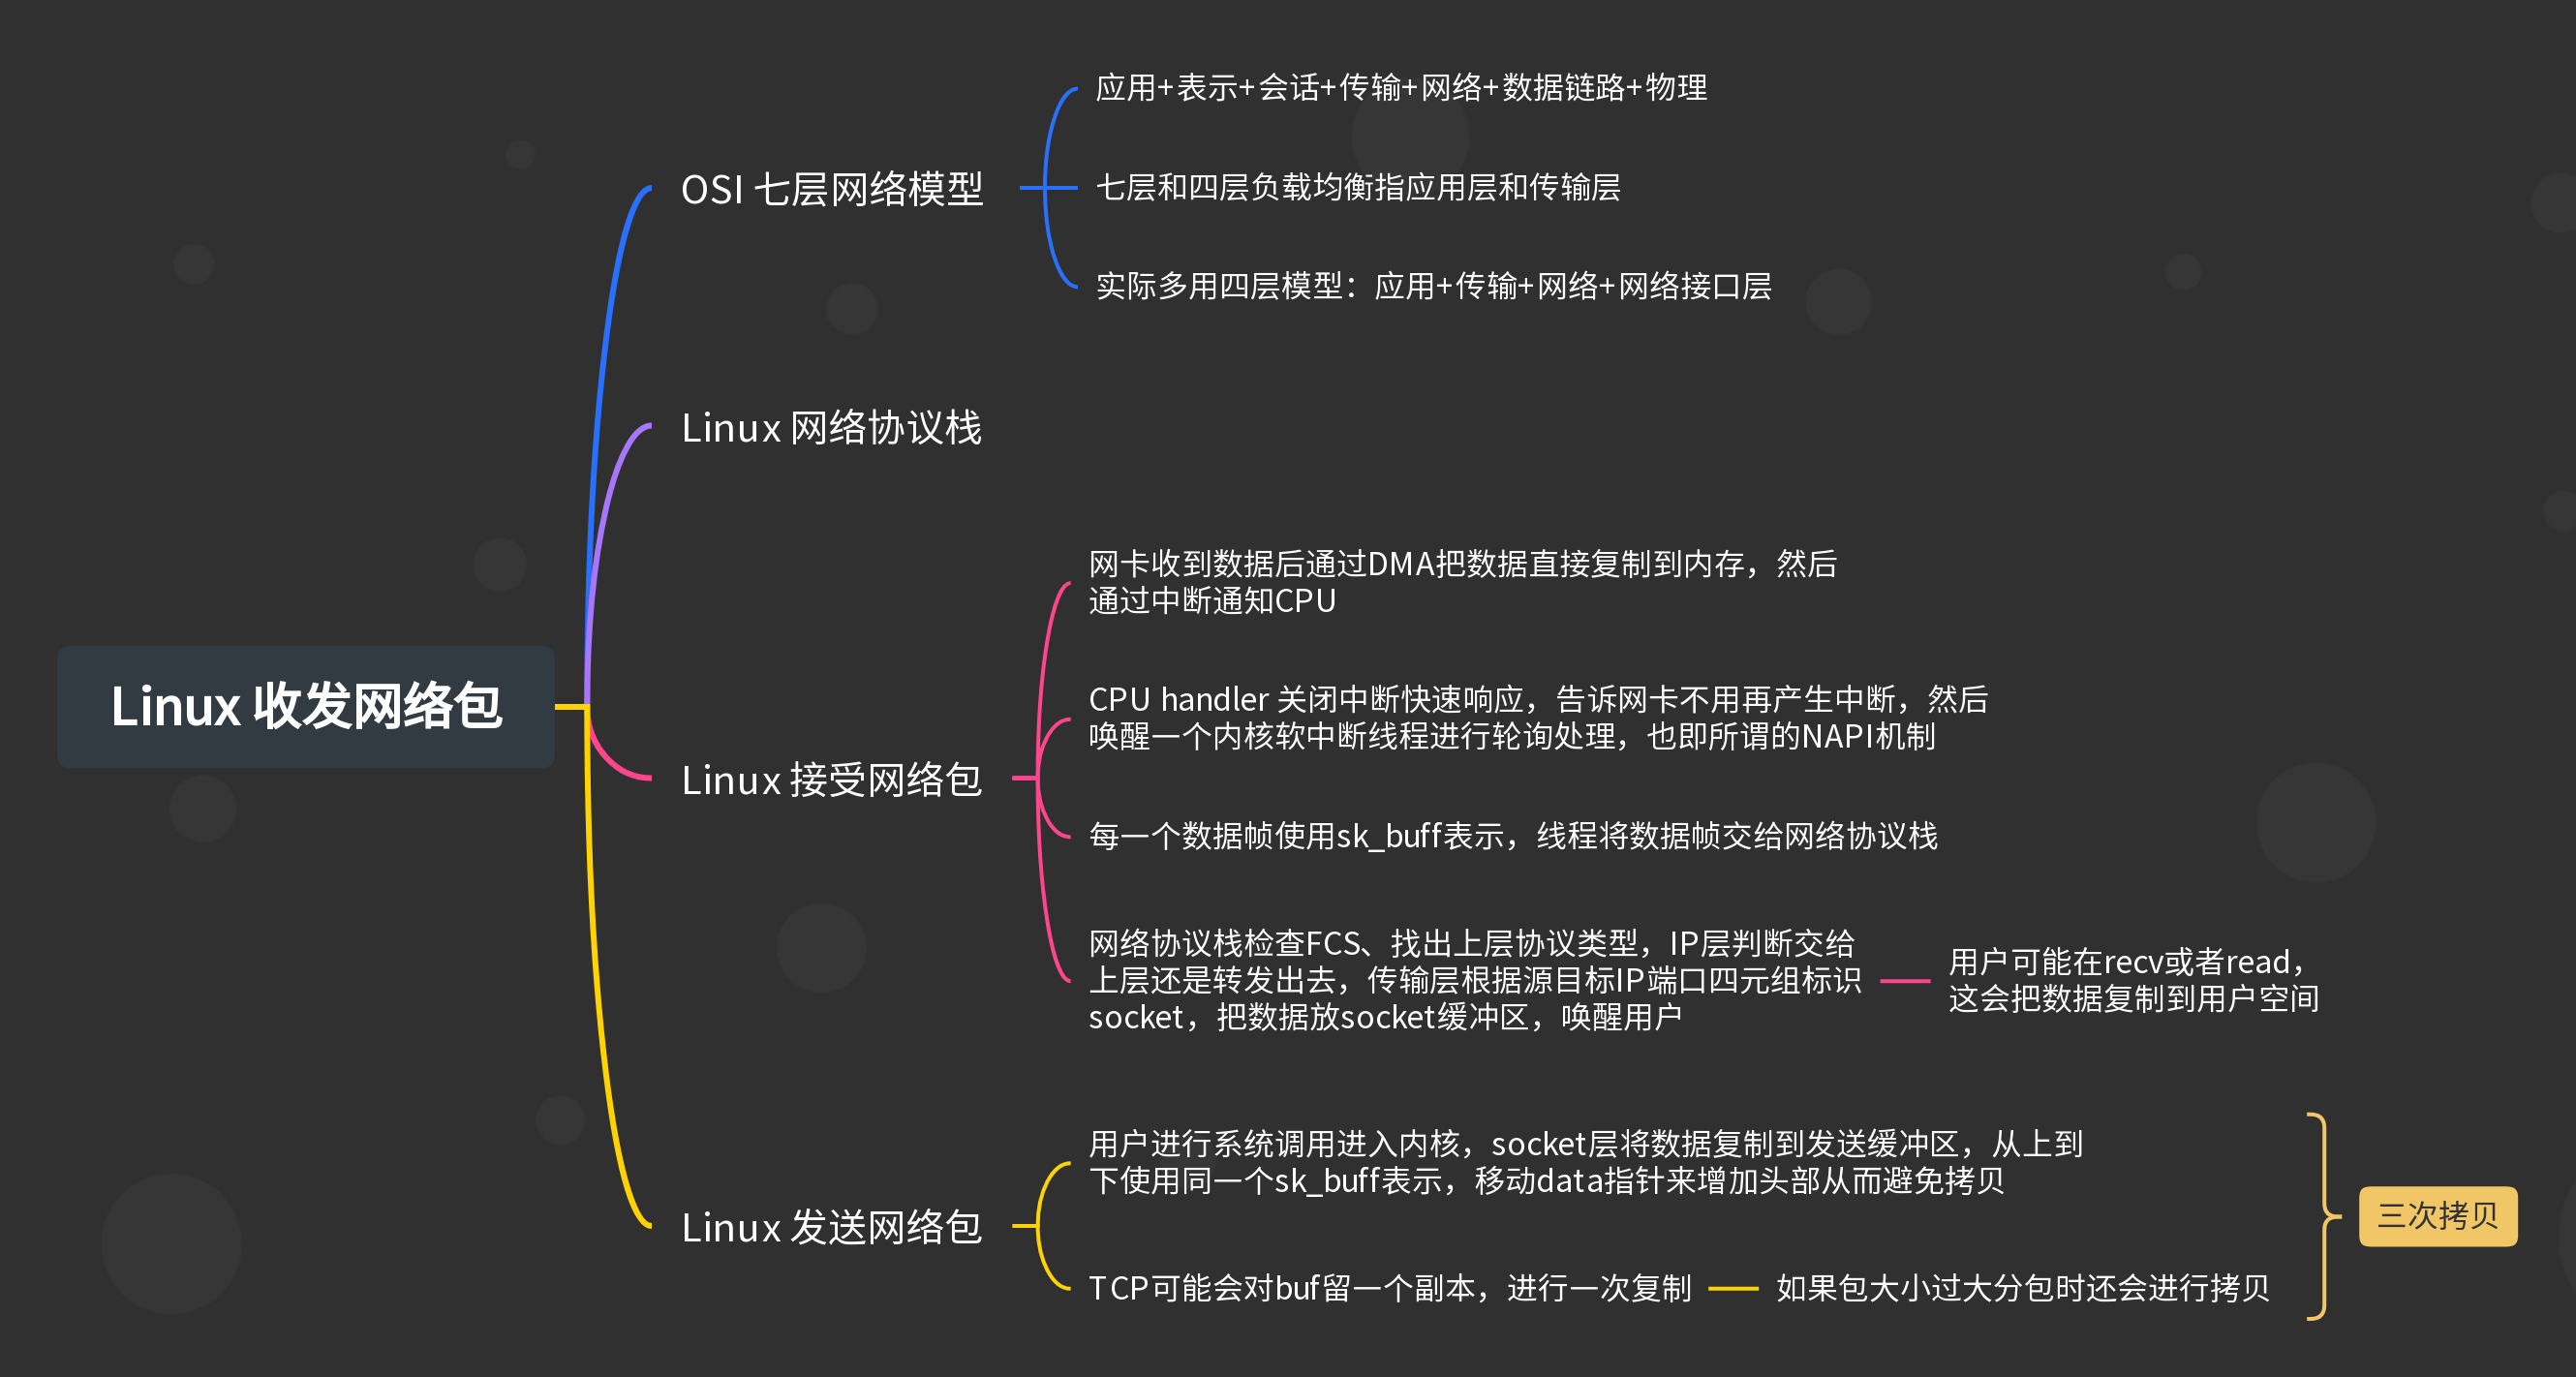 Linux 收发网络包
OSI 七层网络模型
应用+表示+会话+传输+网络+数据链路+物理
七层和四层负载均衡指应用层和传输层
实际多用四层模型：应用+传输+网络+网络接口层
Linux 网络协议栈
Linux 接受网络包
网卡收到数据后通过DMA把数据直接复制到内存，然后
通过中断通知CPU
CPU handler 关闭中断快速响应，告诉网卡不用再产生中断，然后
唤醒一个内核软中断线程进行轮询处理，也即所谓的NAPI机制
每一个数据帧使用sk_buff表示，线程将数据帧交给网络协议栈
网络协议栈检查FCS、找出上层协议类型，IP层判断交给
上层还是转发出去，传输层根据源目标IP端口四元组标识
socket，把数据放socket缓冲区，唤醒用户
用户可能在recv或者read，
这会把数据复制到用户空间
Linux 发送网络包
用户进行系统调用进入内核，socket层将数据复制到发送缓冲区，从上到
下使用同一个sk_buff表示，移动data指针来增加头部从而避免拷贝
TCP可能会对buf留一个副本，进行一次复制
如果包大小过大分包时还会进行拷贝
三次拷贝